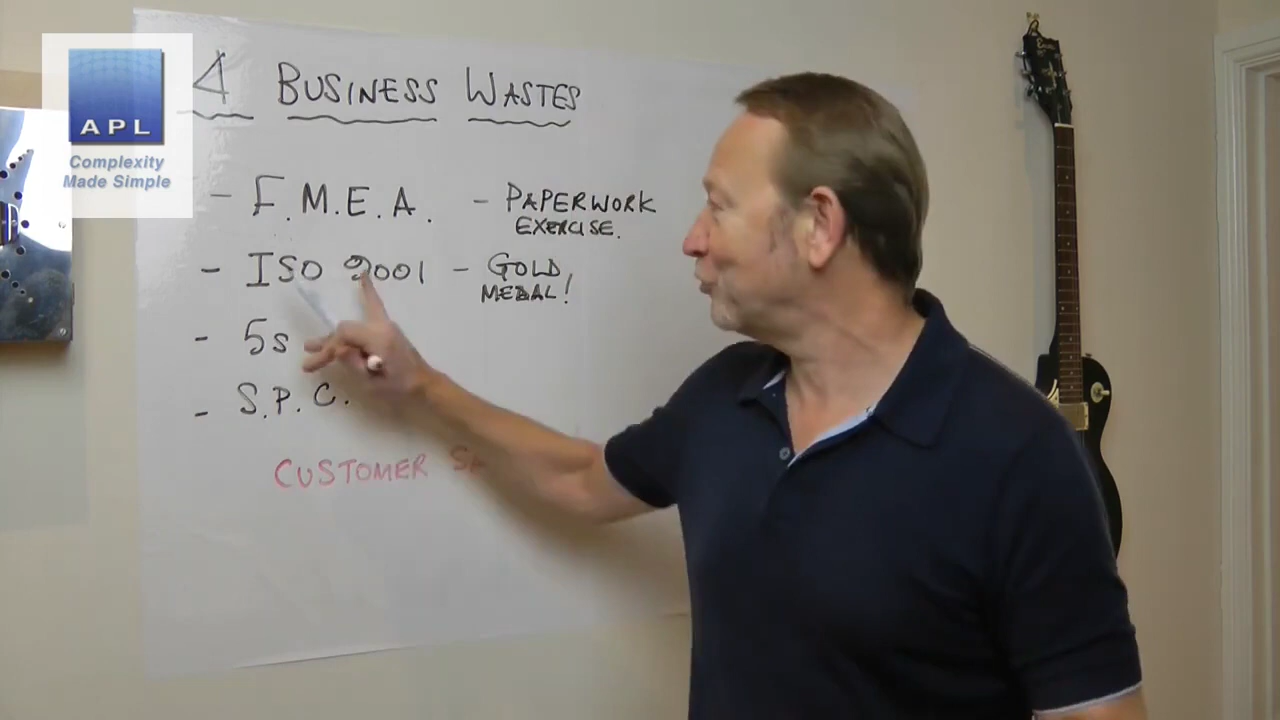 4 BUSINESS WASTES
APL
Complexity
Made Simple
- F.M.E.A. - PAPERWORK
EXERCISE.
- ISO 9001 - GOLD
MEDAL!
- 5s
- S.P.C.
CUSTOMER